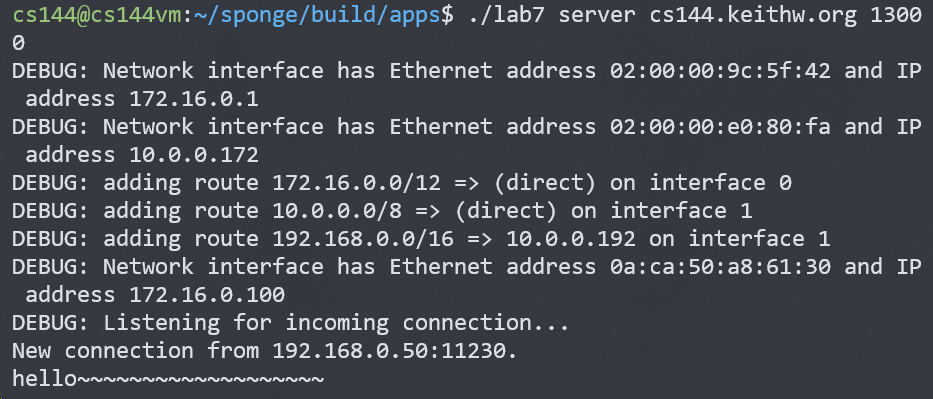 cs144@cs144vm:~/sponge/build/apps$ ./lab7 server cs144.keithw.org 1300
0
DEBUG: Network interface has Ethernet address 02:00:00:9c:5f:42 and IP
 address 172.16.0.1
DEBUG: Network interface has Ethernet address 02:00:00:e0:80:fa and IP
 address 10.0.0.172
DEBUG: adding route 172.16.0.0/12 => (direct) on interface 0
DEBUG: adding route 10.0.0.0/8 => (direct) on interface 1
DEBUG: adding route 192.168.0.0/16 => 10.0.0.192 on interface 1
DEBUG: Network interface has Ethernet address 0a:ca:50:a8:61:30 and IP
 address 172.16.0.100
DEBUG: Listening for incoming connection...
New connection from 192.168.0.50:11230.
hello~~~~~~~~~~~~~~~~~~~